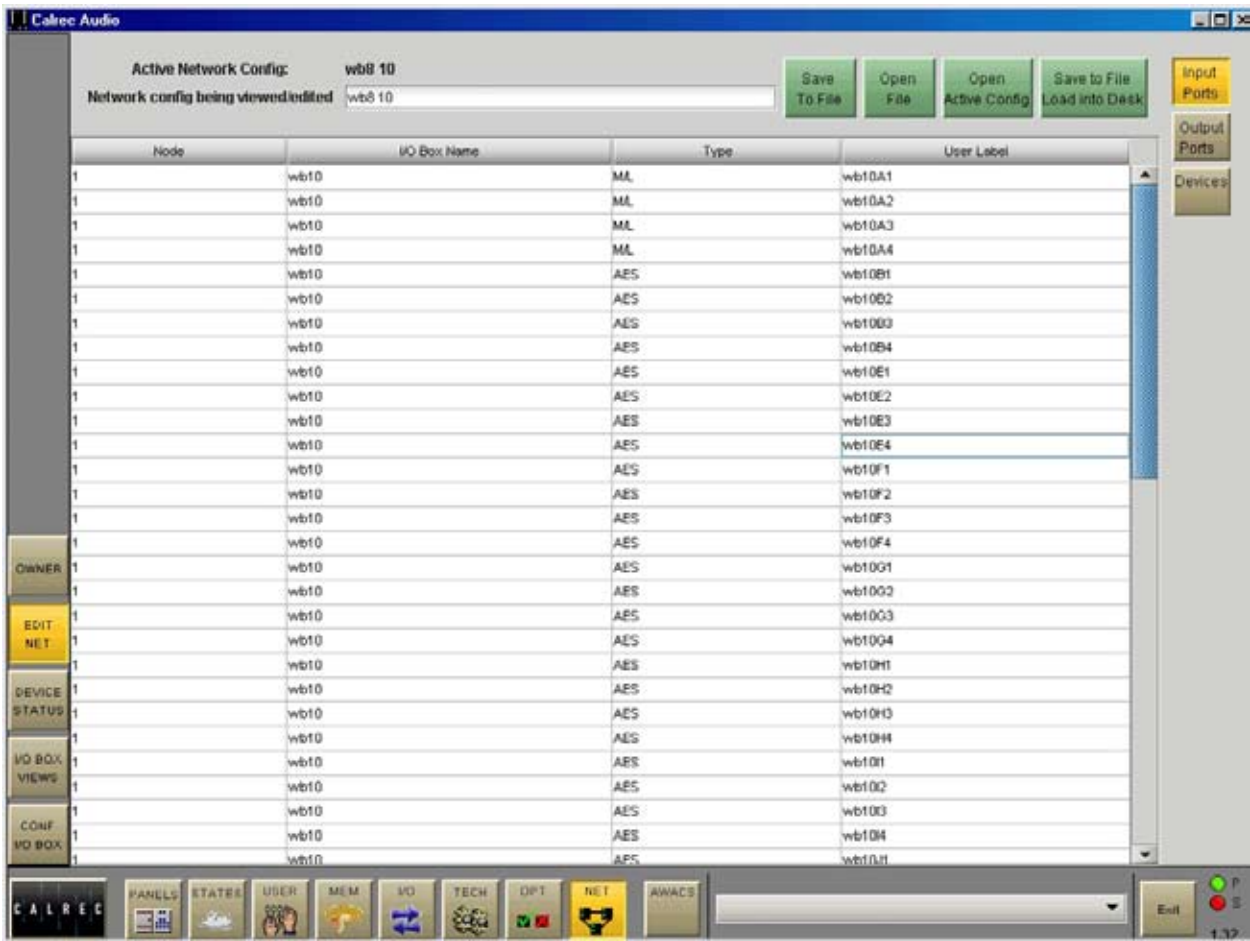 Calrec Audio
Active Network Config: wb8 10
Network config being viewed/edited wb8 10
Save To File
Open File
Open Active Config
Save to File Load into Desk
Input Ports
Output Ports
Devices
Node I/O Box Name Type User Label
1 wb10 M/L wb10A1
1 wb10 M/L wb10A2
1 wb10 M/L wb10A3
1 wb10 M/L wb10A4
1 wb10 AES wb10B1
1 wb10 AES wb10B2
1 wb10 AES wb10B3
1 wb10 AES wb10B4
1 wb10 AES wb10E1
1 wb10 AES wb10E2
1 wb10 AES wb10E3
1 wb10 AES wb10E4
1 wb10 AES wb10F1
1 wb10 AES wb10F2
1 wb10 AES wb10F3
1 wb10 AES wb10F4
1 wb10 AES wb10G1
1 wb10 AES wb10G2
1 wb10 AES wb10G3
1 wb10 AES wb10G4
1 wb10 AES wb10H1
1 wb10 AES wb10H2
1 wb10 AES wb10H3
1 wb10 AES wb10H4
1 wb10 AES wb10I1
1 wb10 AES wb10I2
1 wb10 AES wb10I3
1 wb10 AES wb10I4
1 wb10 AES wb10J1
OWNER
EDIT NET
DEVICE STATUS
I/O BOX VIEWS
CONF I/O BOX
CALREC
PANELS
STATES
USER
MEM
I/O
TECH
OPT
NET
AWACS
Exit
P
S
1.32